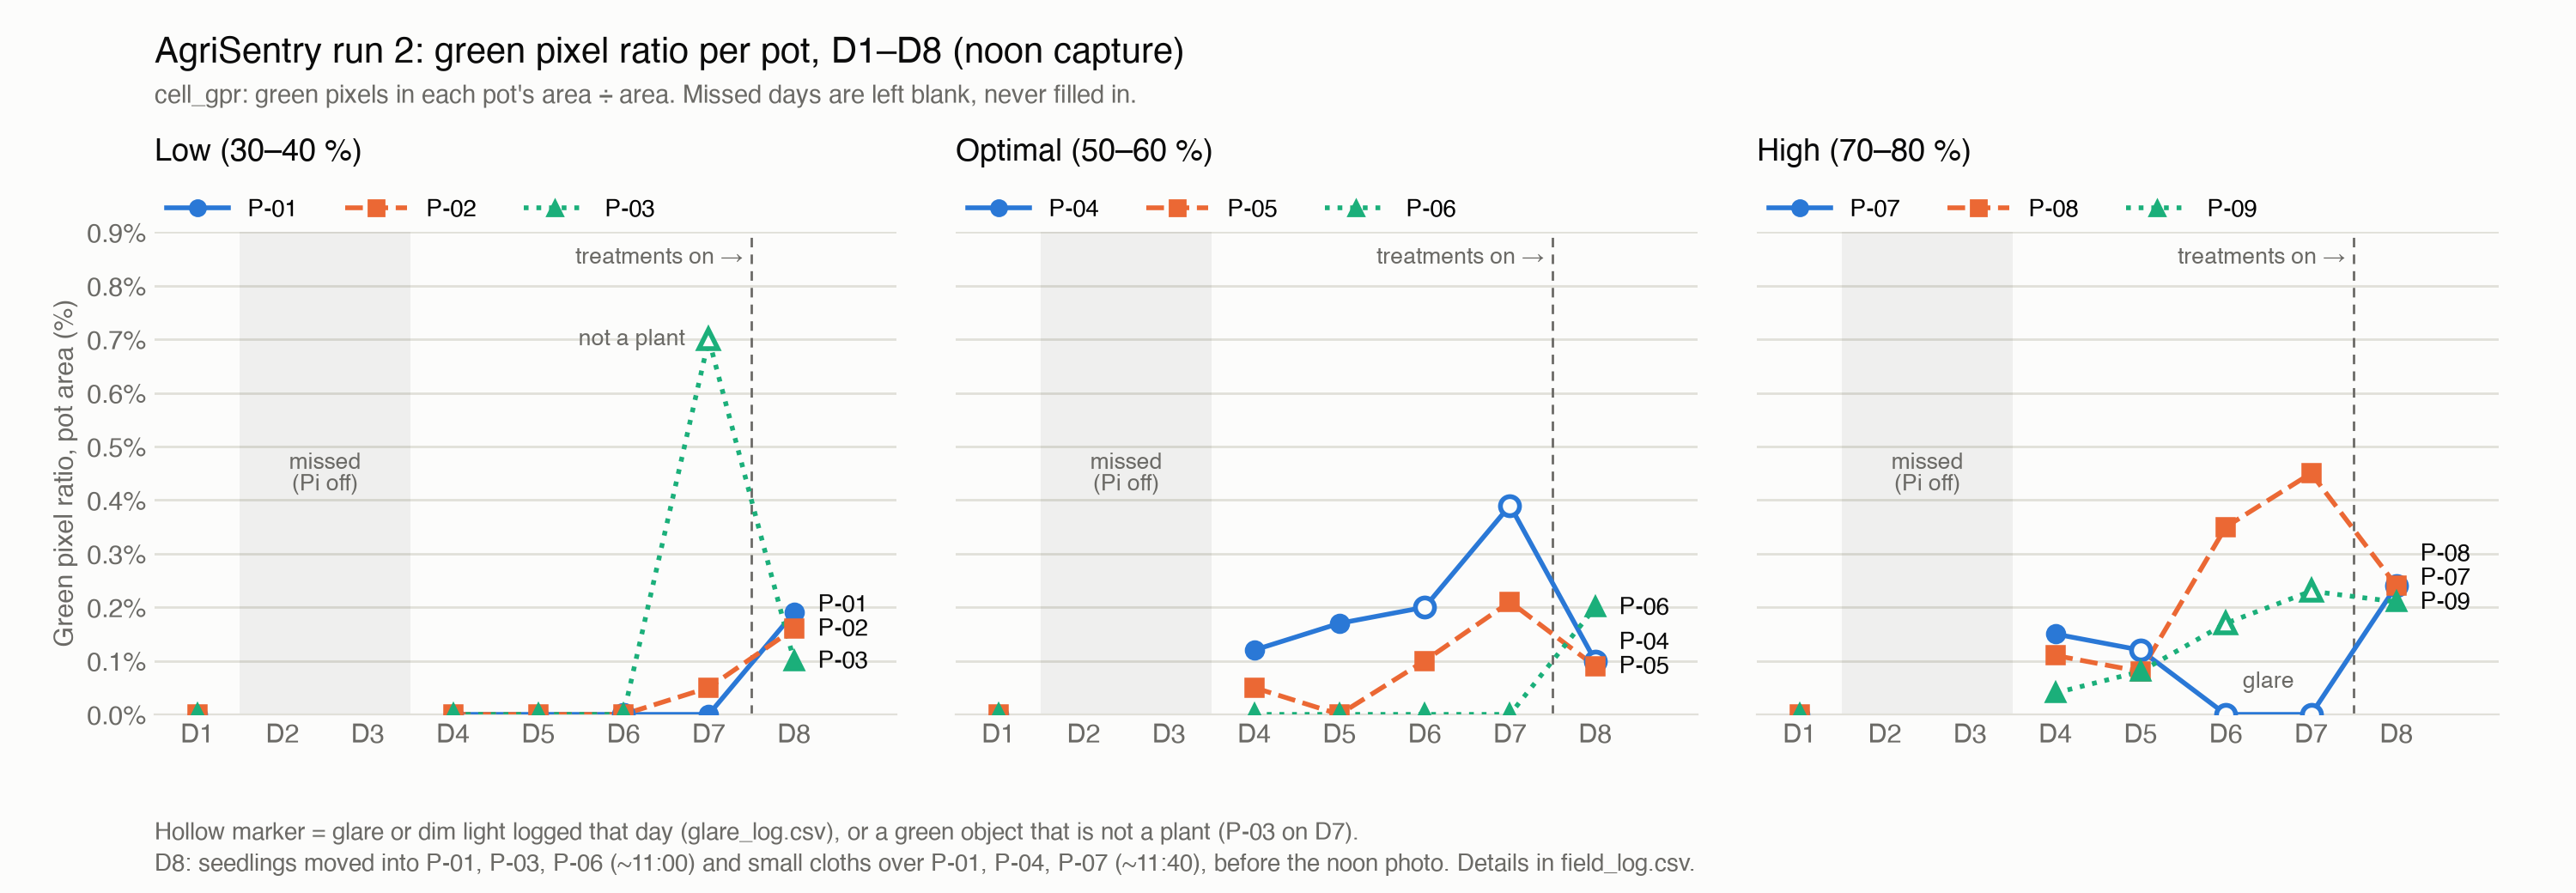 AgriSentry run 2: green pixel ratio per pot, D1–D8 (noon capture)
cell_gpr: green pixels in each pot's area ÷ area. Missed days are left blank, never filled in.
Low (30–40 %)
P-01 P-02 P-03
Green pixel ratio, pot area (%)
0.9%
0.8%
0.7%
0.6%
0.5%
0.4%
0.3%
0.2%
0.1%
0.0%
treatments on →
not a plant
missed
(Pi off)
P-01
P-02
P-03
D1 D2 D3 D4 D5 D6 D7 D8
Optimal (50–60 %)
P-04 P-05 P-06
treatments on →
missed
(Pi off)
P-06
P-04
P-05
D1 D2 D3 D4 D5 D6 D7 D8
High (70–80 %)
P-07 P-08 P-09
treatments on →
missed
(Pi off)
P-08
P-07
P-09
glare
D1 D2 D3 D4 D5 D6 D7 D8
Hollow marker = glare or dim light logged that day (glare_log.csv), or a green object that is not a plant (P-03 on D7).
D8: seedlings moved into P-01, P-03, P-06 (~11:00) and small cloths over P-01, P-04, P-07 (~11:40), before the noon photo. Details in field_log.csv.